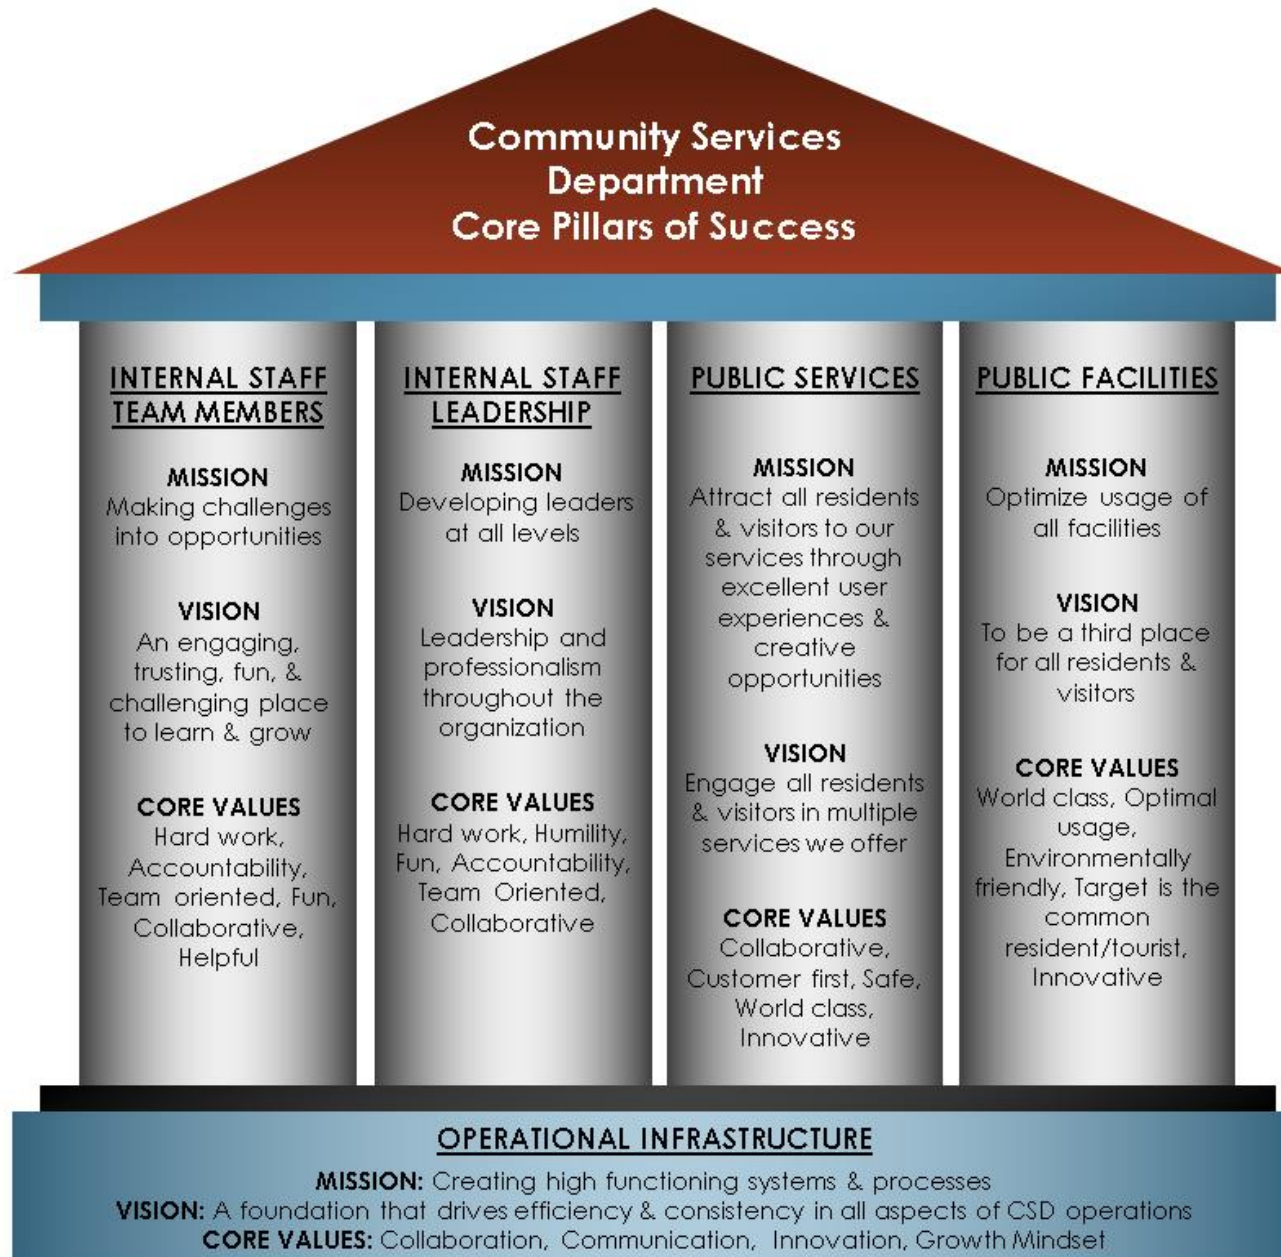 Community Services
Department
Core Pillars of Success
INTERNAL STAFF
TEAM MEMBERS
MISSION
Making challenges
into opportunities
VISION
An engaging,
trusting, fun, &
challenging place
to learn & grow
CORE VALUES
Hard work,
Accountability,
Team oriented, Fun,
Collaborative,
Helpful
INTERNAL STAFF
LEADERSHIP
MISSION
Developing leaders
at all levels
VISION
Leadership and
professionalism
throughout the
organization
CORE VALUES
Hard work, Humility,
Fun, Accountability,
Team Oriented,
Collaborative
PUBLIC SERVICES
MISSION
Attract all residents
& visitors to our
services through
excellent user
experiences &
creative
opportunities
VISION
Engage all residents
& visitors in multiple
services we offer
CORE VALUES
Collaborative,
Customer first, Safe,
World class,
Innovative
PUBLIC FACILITIES
MISSION
Optimize usage of
all facilities
VISION
To be a third place
for all residents &
visitors
CORE VALUES
World class, Optimal
usage,
Environmentally
friendly, Target is the
common
resident/tourist,
Innovative
OPERATIONAL INFRASTRUCTURE
MISSION: Creating high functioning systems & processes
VISION: A foundation that drives efficiency & consistency in all aspects of CSD operations
CORE VALUES: Collaboration, Communication, Innovation, Growth Mindset